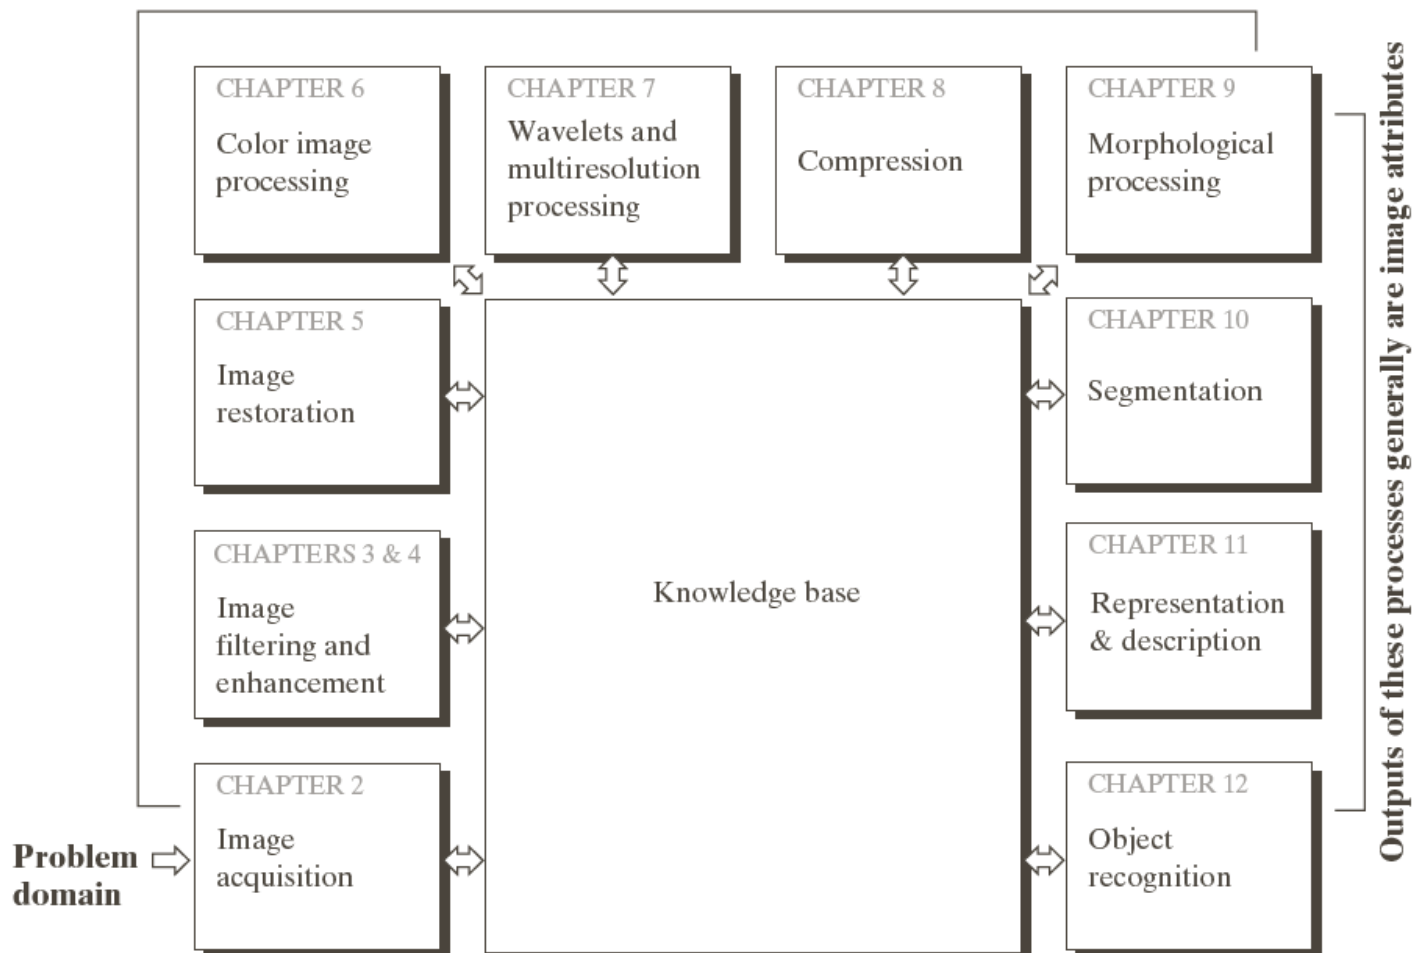 CHAPTER 6
Color image
processing
CHAPTER 7
Wavelets and
multiresolution
processing
CHAPTER 8
Compression
CHAPTER 9
Morphological
processing
CHAPTER 5
Image
restoration
CHAPTERS 3 & 4
Image
filtering and
enhancement
CHAPTER 2
Image
acquisition
Problem
domain
Knowledge base
CHAPTER 10
Segmentation
CHAPTER 11
Representation
& description
CHAPTER 12
Object
recognition
Outputs of these processes generally are image attributes